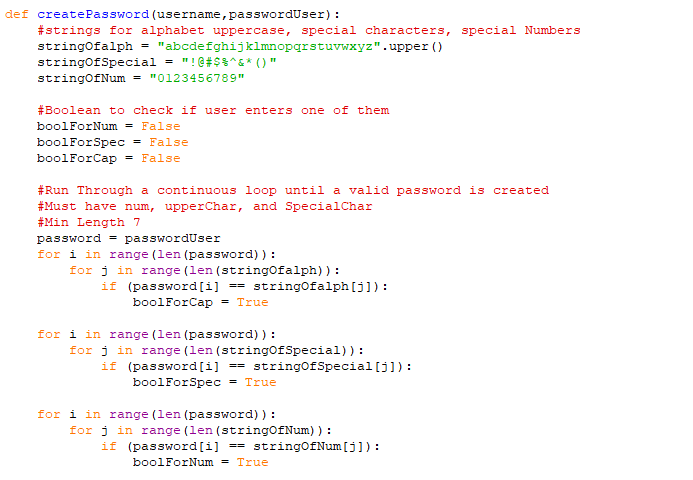 def createPassword(username,passwordUser):
    #strings for alphabet uppercase, special characters, special Numbers
    stringOfalph = "abcdefghijklmnopqrstuvwxyz".upper()
    stringOfSpecial = "!@#$%^&*()"
    stringOfNum = "0123456789"
    #Boolean to check if user enters one of them
    boolForNum = False
    boolForSpec = False
    boolForCap = False
    #Run Through a continuous loop until a valid password is created
    #Must have num, upperChar, and SpecialChar
    #Min Length 7
    password = passwordUser
    for i in range(len(password)):
        for j in range(len(stringOfalph)):
            if (password[i] == stringOfalph[j]):
                boolForCap = True
    for i in range(len(password)):
        for j in range(len(stringOfSpecial)):
            if (password[i] == stringOfSpecial[j]):
                boolForSpec = True
    for i in range(len(password)):
        for j in range(len(stringOfNum)):
            if (password[i] == stringOfNum[j]):
                boolForNum = True